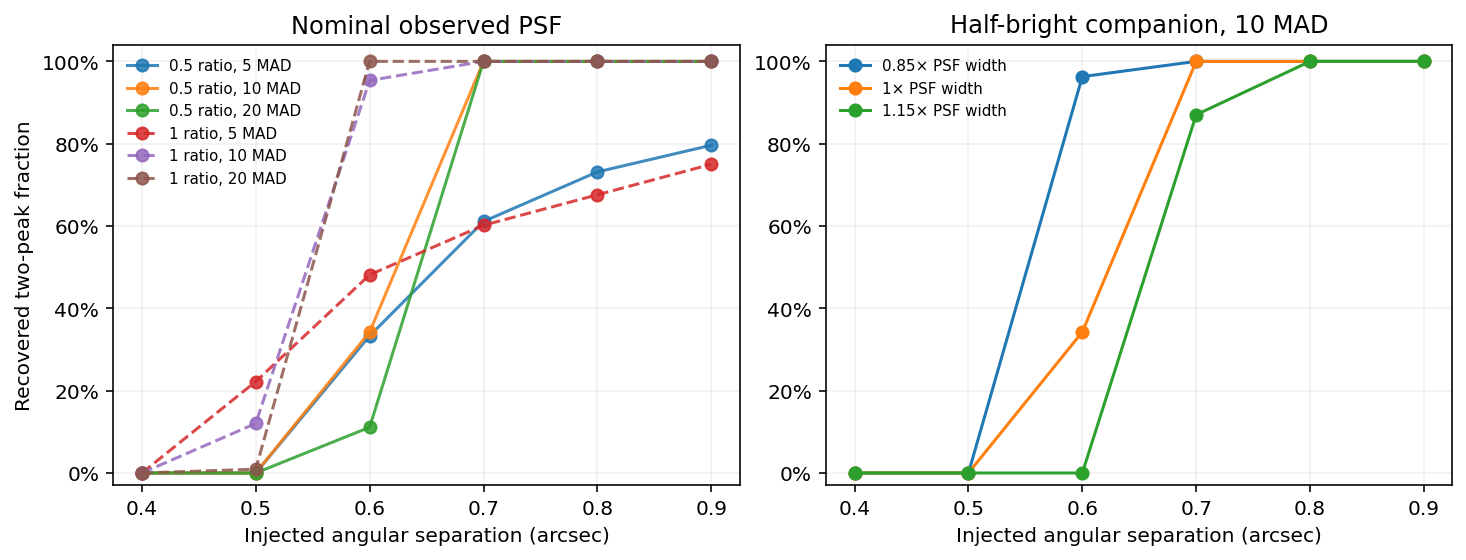 Nominal observed PSF
Recovered two-peak fraction
100%
80%
60%
40%
20%
0%
0.5 ratio, 5 MAD
0.5 ratio, 10 MAD
0.5 ratio, 20 MAD
1 ratio, 5 MAD
1 ratio, 10 MAD
1 ratio, 20 MAD
0.4 0.5 0.6 0.7 0.8 0.9
Injected angular separation (arcsec)
Half-bright companion, 10 MAD
100%
80%
60%
40%
20%
0%
0.85× PSF width
1× PSF width
1.15× PSF width
0.4 0.5 0.6 0.7 0.8 0.9
Injected angular separation (arcsec)